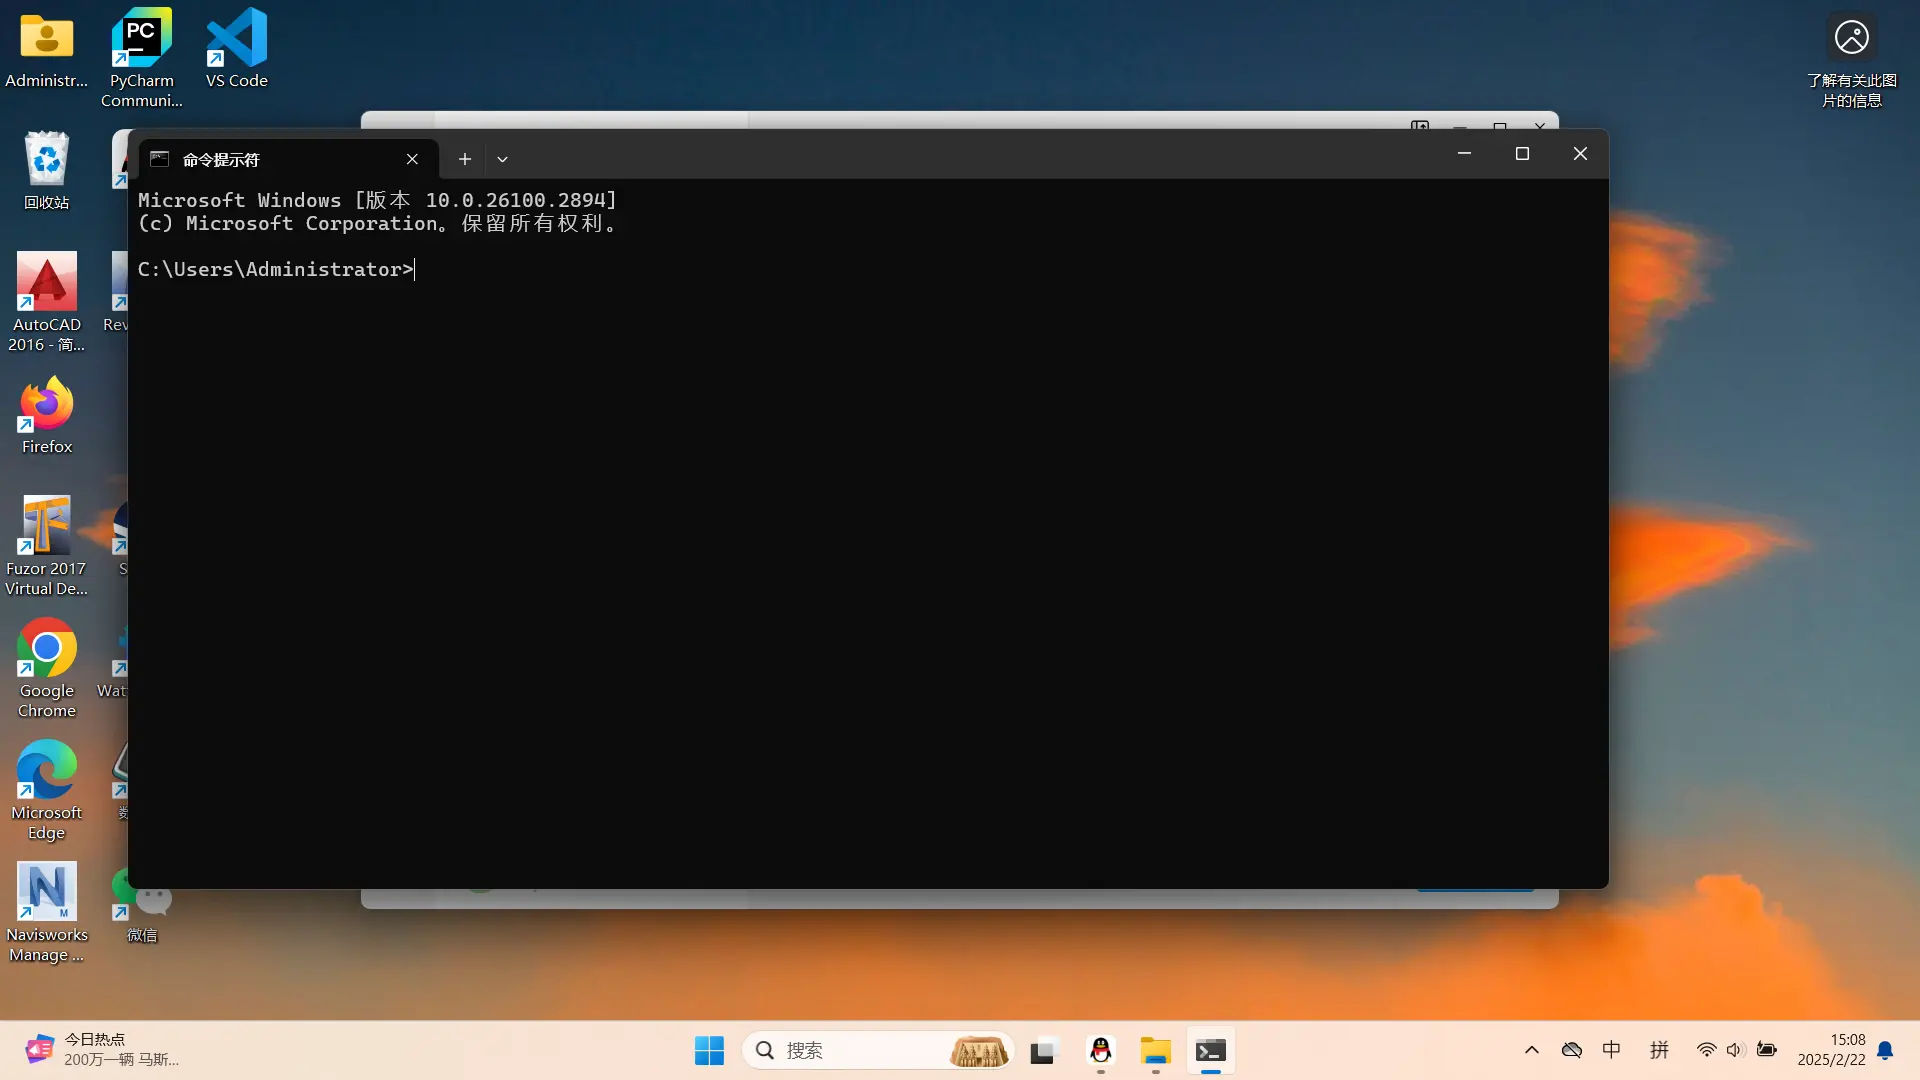 Administr...
PyCharm
Communi...
VS Code
了解有关此图
片的信息
回收站
命令提示符
Microsoft Windows [版本 10.0.26100.2894]
(c) Microsoft Corporation。保留所有权利。
C:\Users\Administrator>
AutoCAD
2016 - 简...
Rev
Firefox
Fuzor 2017
Virtual De...
S
Google
Chrome
Wat
Microsoft
Edge
数
Navisworks
Manage ...
微信
今日热点
200万一辆 马斯...
搜索
中
拼
15:08
2025/2/22